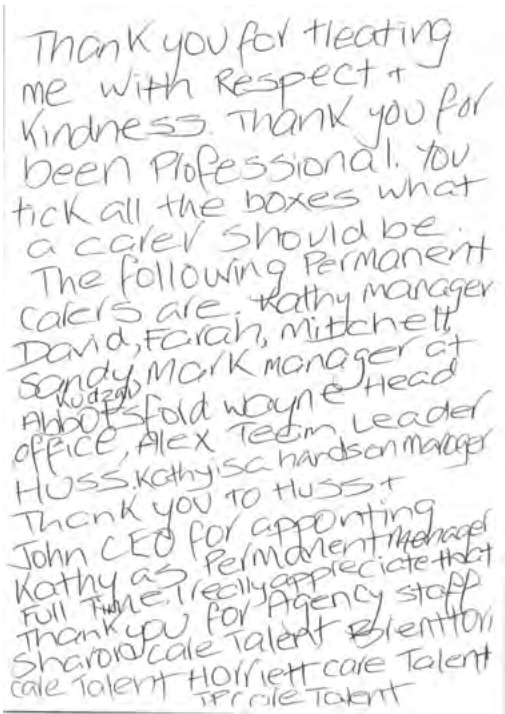 Thank you for treating
me with Respect +
Kindness. Thank you for
been Professional. You
tick all the boxes what
a carer should be.
The following Permanent
carers are. Kathy manager
David, Farah, Mitchell
Sandy, Mark manager at
Kudzai
Abbotsford Wayne Head
office, Alex Team Leader
Huss. Kathy is a hands on manager
Thank you to Huss +
John CEO for apponting
Kathy as Permanent manager
Full Time. I really appreciate that
Thank you for Agency staff
Sharon care Talent
care Talent Horriett care Talent
care Talent